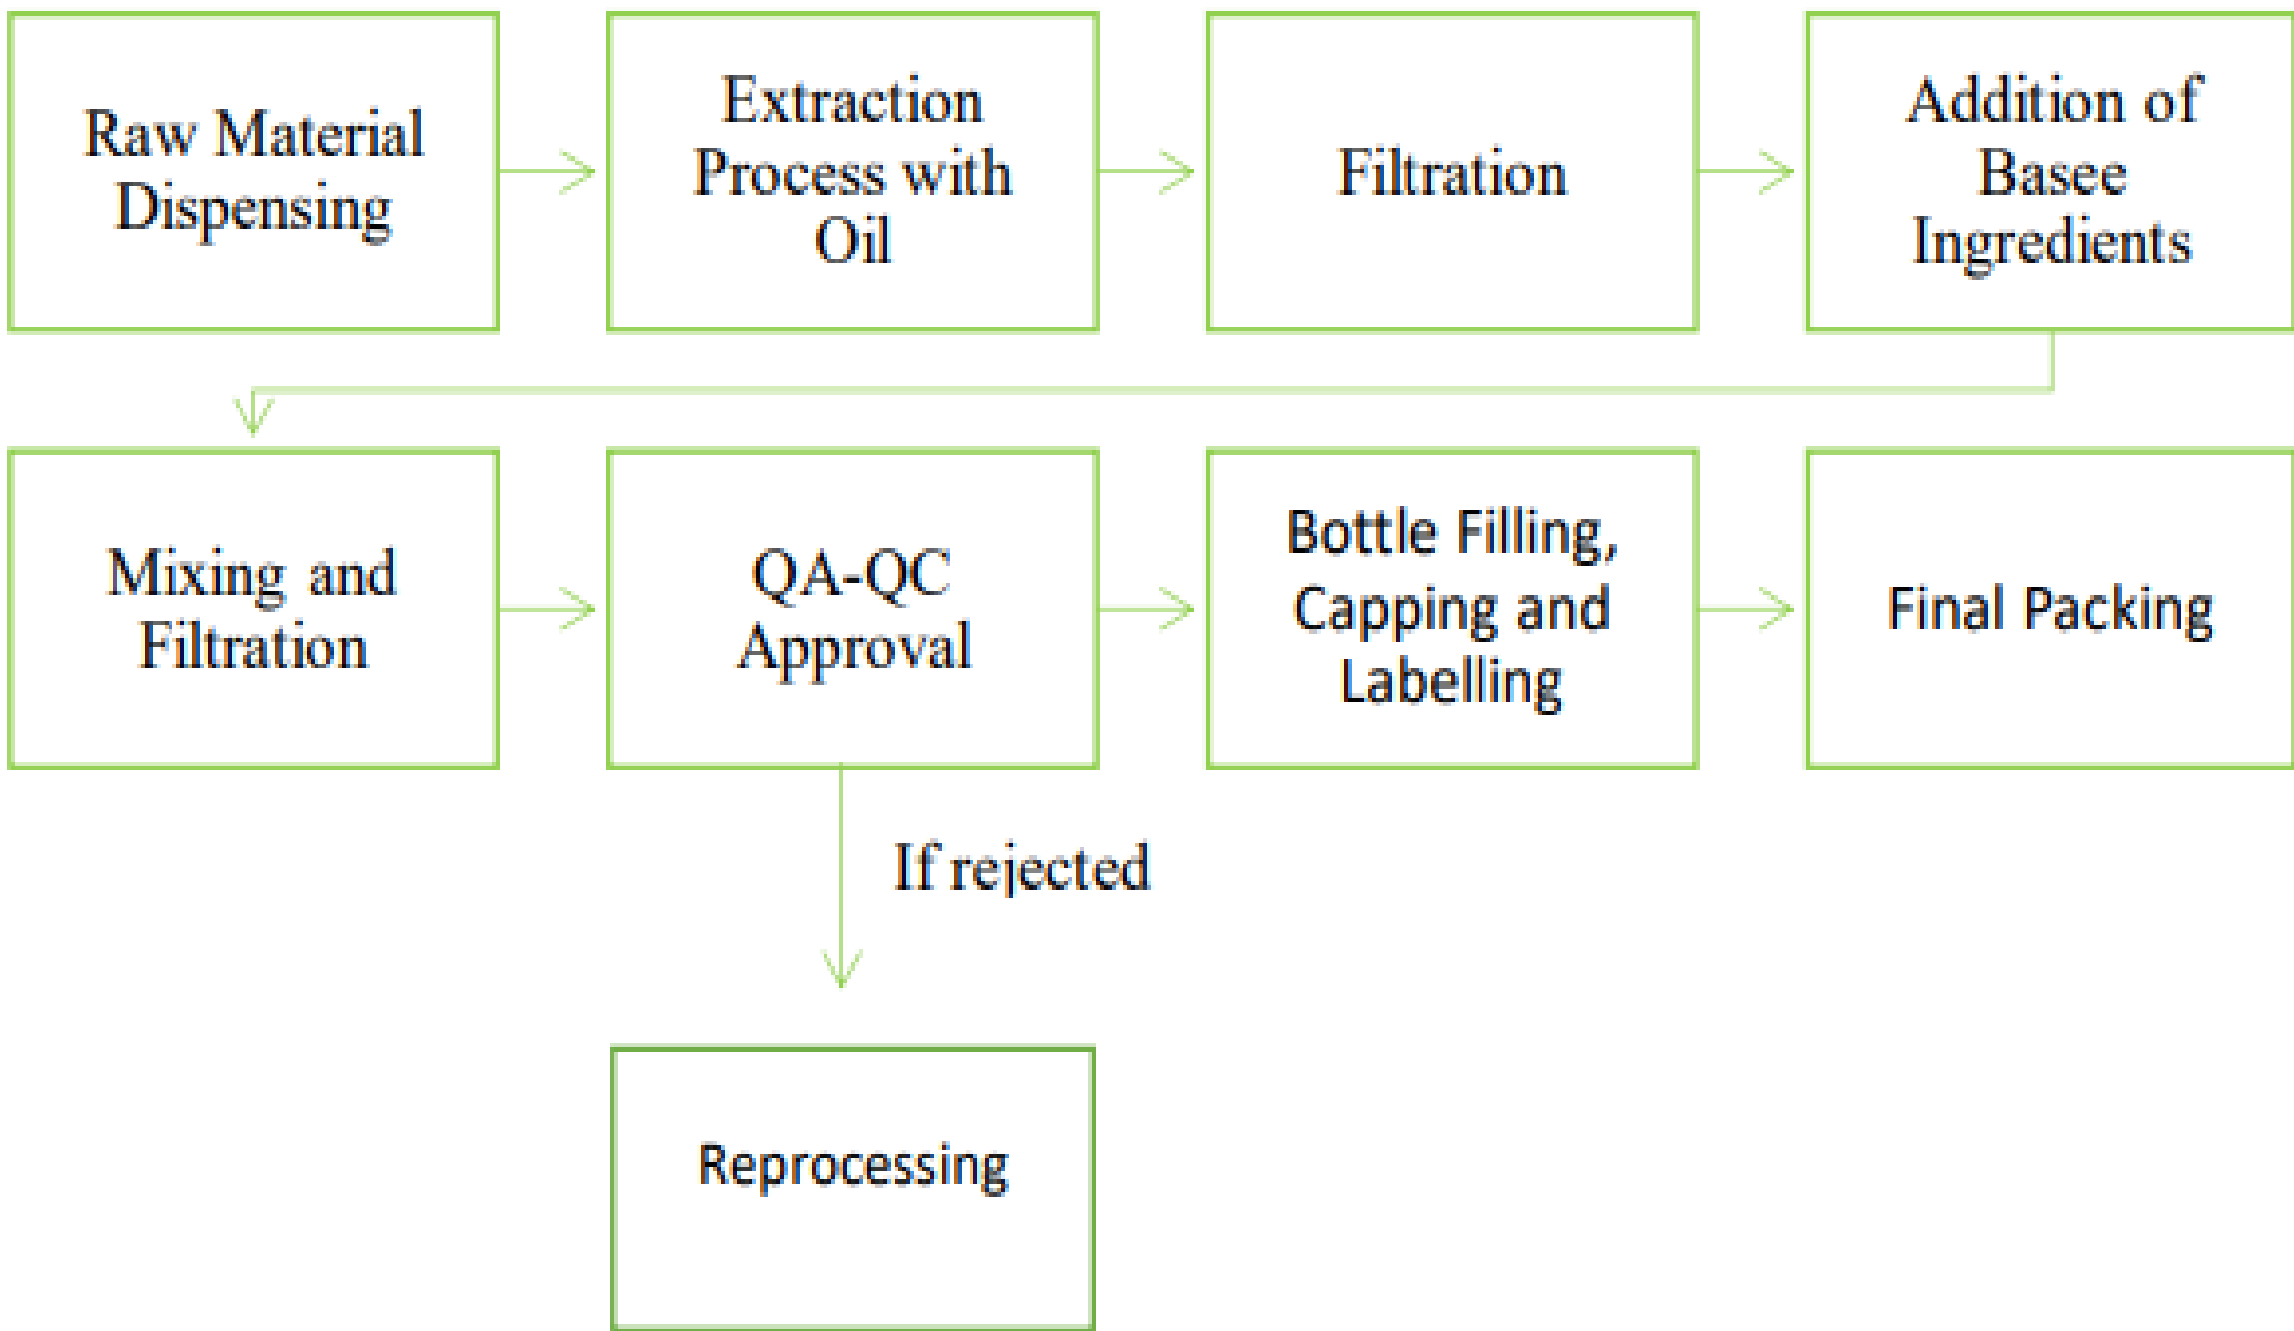 Raw Material
Dispensing
Extraction
Process with
Oil
Filtration
Addition of
Basee
Ingredients
Mixing and
Filtration
QA-QC
Approval
Bottle Filling,
Capping and
Labelling
Final Packing
If rejected
Reprocessing